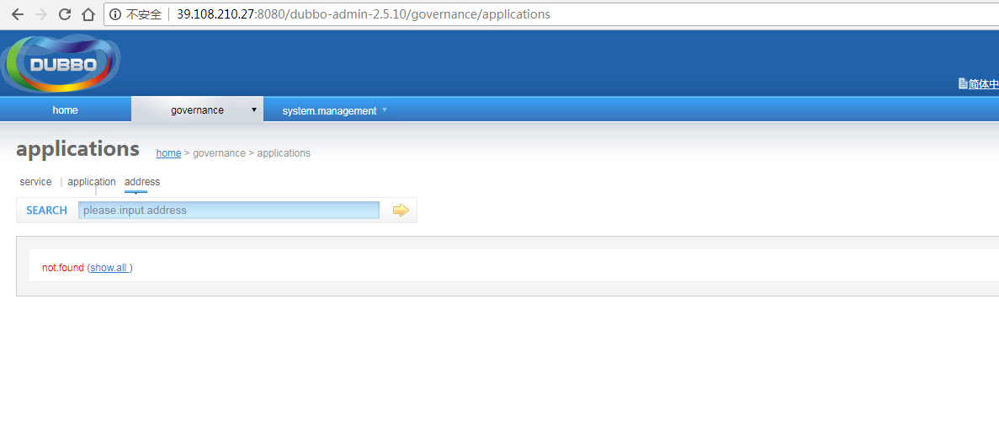 不安全 39.108.210.27:8080/dubbo-admin-2.5.10/governance/applications
DUBBO
简体中
home governance system.management
applications home > governance > applications
service | application address
SEARCH please.input.address
not.found (show.all )